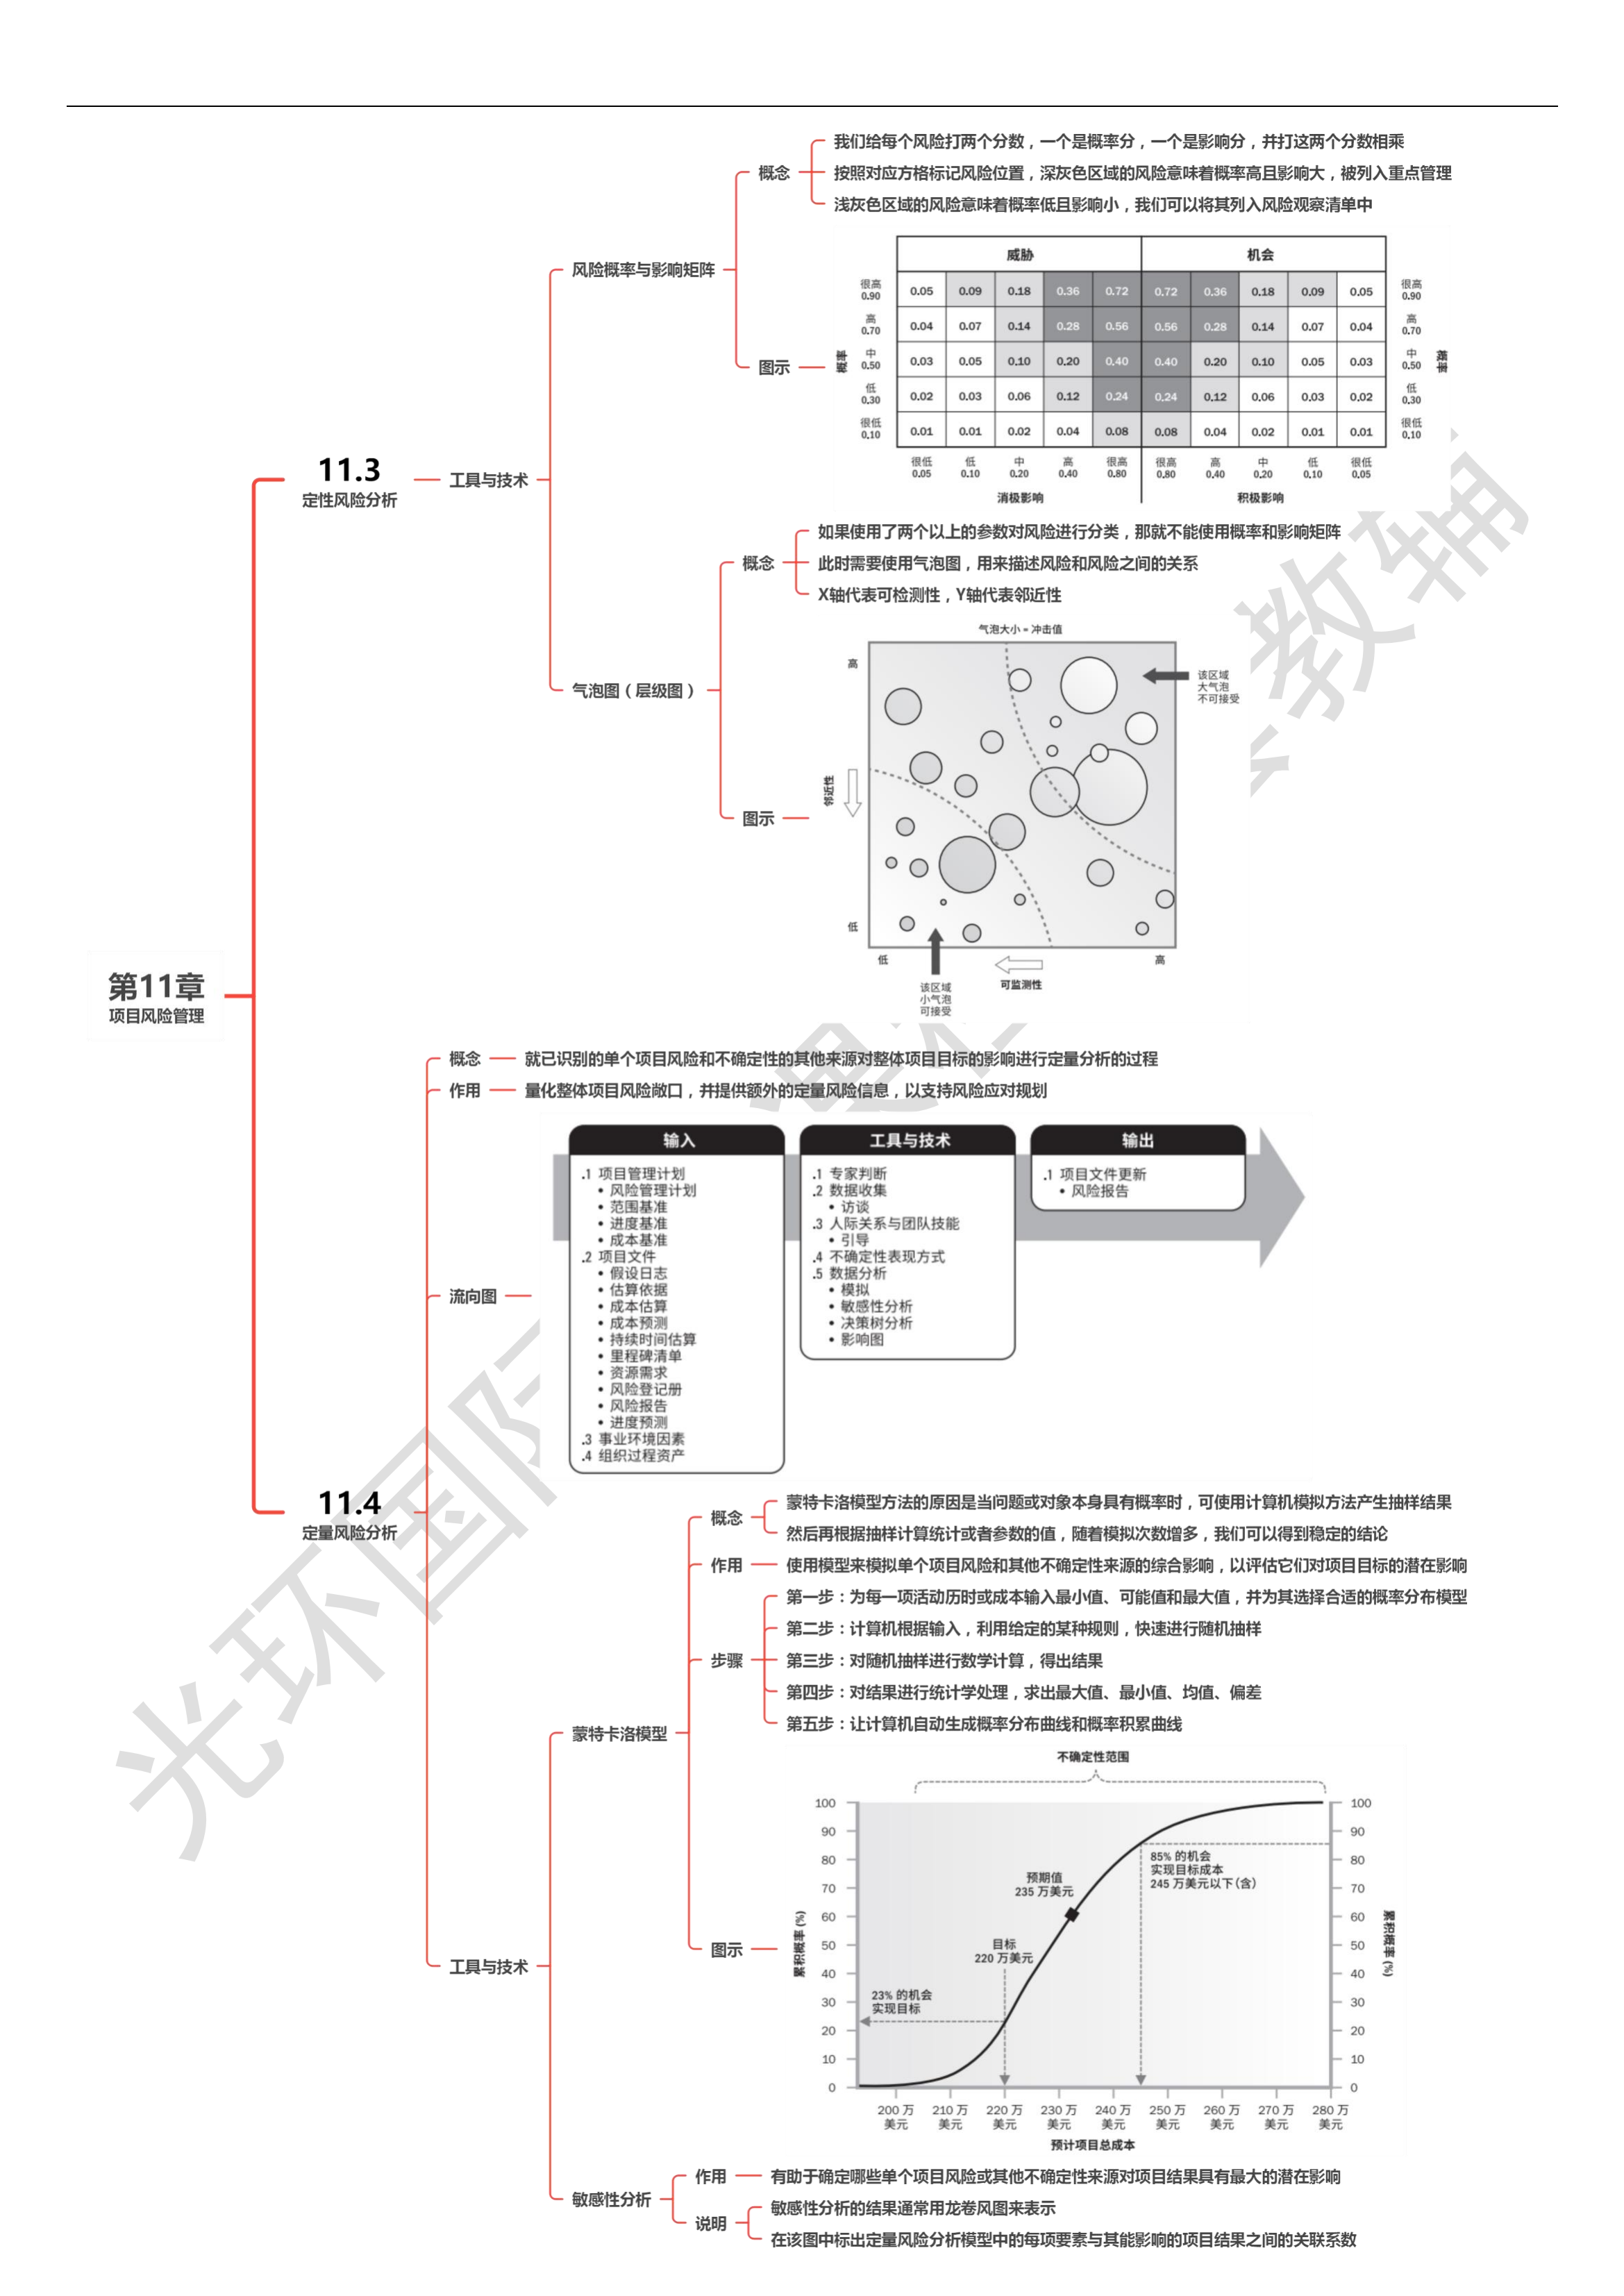 第11章
项目风险管理
11.3
定性风险分析
工具与技术
风险概率与影响矩阵
概念
我们给每个风险打两个分数，一个是概率分，一个是影响分，并打这两个分数相乘
按照对应方格标记风险位置，深灰色区域的风险意味着概率高且影响大，被列入重点管理
浅灰色区域的风险意味着概率低且影响小，我们可以将其列入风险观察清单中
图示
威胁 机会
很高 0.90 0.05 0.09 0.18 0.36 0.72 0.72 0.36 0.18 0.09 0.05 很高 0.90
高 0.70 0.04 0.07 0.14 0.28 0.56 0.56 0.28 0.14 0.07 0.04 高 0.70
概率 中 0.50 0.03 0.05 0.10 0.20 0.40 0.40 0.20 0.10 0.05 0.03 中 0.50 概率
低 0.30 0.02 0.03 0.06 0.12 0.24 0.24 0.12 0.06 0.03 0.02 低 0.30
很低 0.10 0.01 0.01 0.02 0.04 0.08 0.08 0.04 0.02 0.01 0.01 很低 0.10
很低 低 中 高 很高 很高 高 中 低 很低
0.05 0.10 0.20 0.40 0.80 0.80 0.40 0.20 0.10 0.05
消极影响 积极影响
气泡图（层级图）
概念
如果使用了两个以上的参数对风险进行分类，那就不能使用概率和影响矩阵
此时需要使用气泡图，用来描述风险和风险之间的关系
X轴代表可检测性，Y轴代表邻近性
图示
气泡大小 = 冲击值
高
该区域
大气泡
不可接受
邻近性
低
低
高
可监测性
该区域
小气泡
可接受
11.4
定量风险分析
概念
就已识别的单个项目风险和不确定性的其他来源对整体项目目标的影响进行定量分析的过程
作用
量化整体项目风险敞口，并提供额外的定量风险信息，以支持风险应对规划
流向图
输入
.1 项目管理计划
• 风险管理计划
• 范围基准
• 进度基准
• 成本基准
.2 项目文件
• 假设日志
• 估算依据
• 成本估算
• 成本预测
• 持续时间估算
• 里程碑清单
• 资源需求
• 风险登记册
• 风险报告
• 进度预测
.3 事业环境因素
.4 组织过程资产
工具与技术
.1 专家判断
.2 数据收集
• 访谈
.3 人际关系与团队技能
• 引导
.4 不确定性表现方式
.5 数据分析
• 模拟
• 敏感性分析
• 决策树分析
• 影响图
输出
.1 项目文件更新
• 风险报告
工具与技术
蒙特卡洛模型
概念
蒙特卡洛模型方法的原因是当问题或对象本身具有概率时，可使用计算机模拟方法产生抽样结果
然后再根据抽样计算统计或者参数的值，随着模拟次数增多，我们可以得到稳定的结论
作用
使用模型来模拟单个项目风险和其他不确定性来源的综合影响，以评估它们对项目目标的潜在影响
步骤
第一步：为每一项活动历时或成本输入最小值、可能值和最大值，并为其选择合适的概率分布模型
第二步：计算机根据输入，利用给定的某种规则，快速进行随机抽样
第三步：对随机抽样进行数学计算，得出结果
第四步：对结果进行统计学处理，求出最大值、最小值、均值、偏差
第五步：让计算机自动生成概率分布曲线和概率积累曲线
图示
不确定性范围
100 100
90 90
80 80
70 70
60 60
50 50
40 40
30 30
20 20
10 10
0 0
累积概率 (%)
累积概率 (%)
85% 的机会
实现目标成本
245 万美元以下（含）
预期值
235 万美元
目标
220 万美元
23% 的机会
实现目标
200 万 210 万 220 万 230 万 240 万 250 万 260 万 270 万 280 万
美元 美元 美元 美元 美元 美元 美元 美元 美元
预计项目总成本
敏感性分析
作用
有助于确定哪些单个项目风险或其他不确定性来源对项目结果具有最大的潜在影响
说明
敏感性分析的结果通常用龙卷风图来表示
在该图中标出定量风险分析模型中的每项要素与其能影响的项目结果之间的关联系数
光环国
教辅